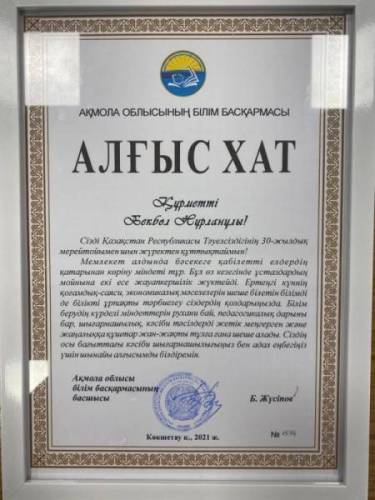 АҚМОЛА ОБЛЫСЫНЫҢ БІЛІМ БАСҚАРМАСЫ
АЛҒЫС ХАТ
Құрметті
Бекбол Нұрланұлы!
Сізді Қазақстан Республикасы Тәуелсіздігінің 30-жылдық
мерейтойымен шын жүректен құттықтаймын!
Мемлекет алдында бәсекеге қабілетті елдердің
қатарынан көріну міндеті тұр. Бұл өз кезегінде ұстаздардың
мойнына екі есе жауапкершілік жүктейді. Ертеңгі күннің
қоғамдық-саяси, экономикалық мәселелерін шеше білетін білімді
де білікті ұрпақты тәрбиелеу сіздердің қолдарыңызда. Білім
берудің күрделі міндеттерін рухани бай, педагогикалық дарыны
бар, шығармашылық, кәсіби тәсілдерді жетік меңгерген және
жаңалыққа құштар жан-жақты тұлға ғана шеше алады. Сіздің
осы бағыттағы кәсіби шығармашылығыңыз бен адал еңбегіңіз
үшін шынайы алғысымды білдіремін.
Ақмола облысы
білім басқармасының
басшысы
Б. Жүсіпов
Көкшетау қ., 2021 ж.
№